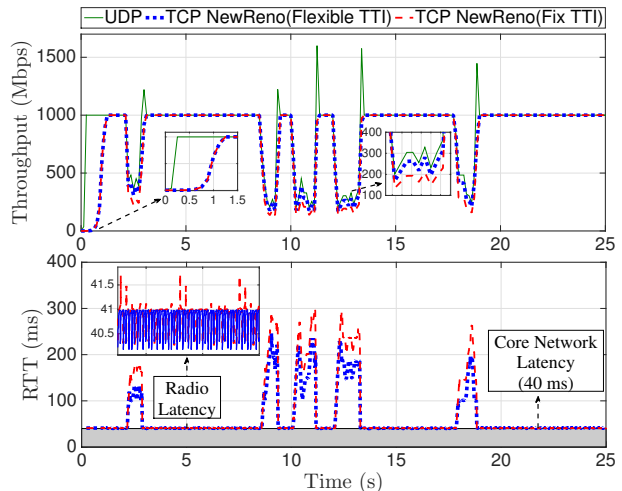 UDP TCP NewReno(Flexible TTI) TCP NewReno(Fix TTI)
Throughput (Mbps)
1500
1000
500
0
0 0.5 1 1.5
400
300
200
100
0 5 10 15 20 25
RTT (ms)
400
300
200
100
0
41.5
41
40.5
Radio
Latency
Core Network
Latency
(40 ms)
0 5 10 15 20 25
Time (s)